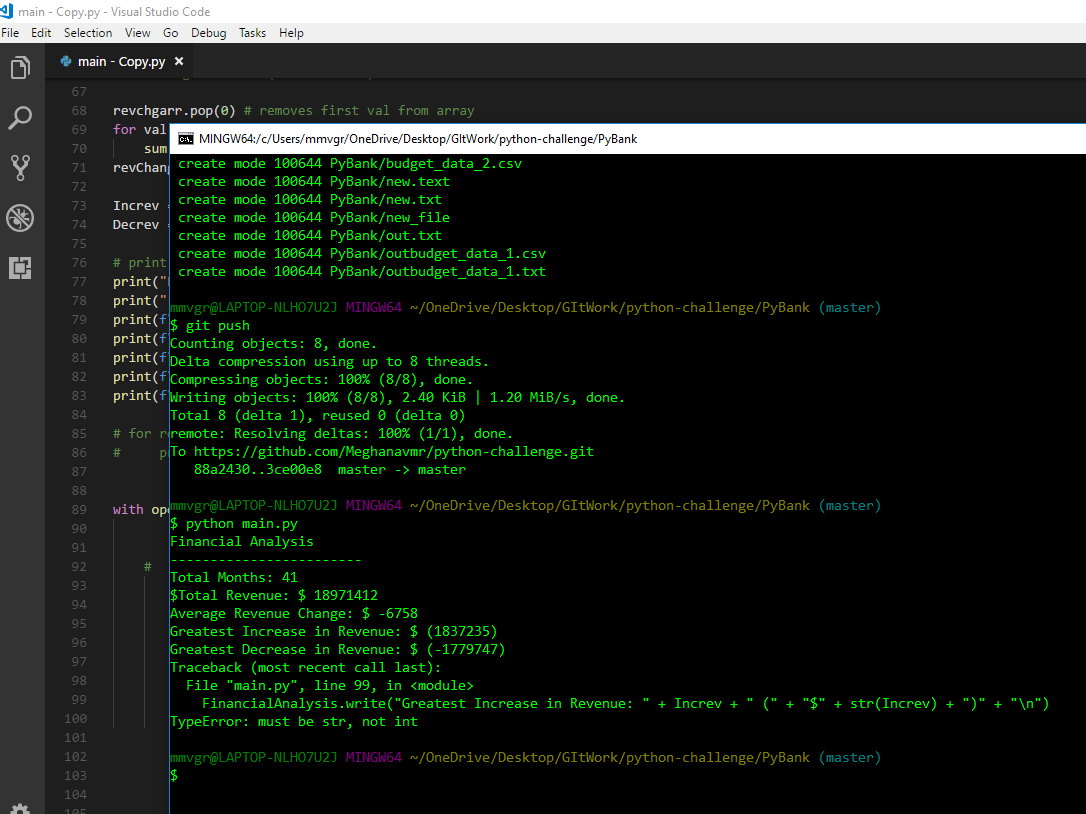 main - Copy.py - Visual Studio Code
File Edit Selection View Go Debug Tasks Help
main - Copy.py ×
67
68 revchgarr.pop(0) # removes first val from array
69 for val
70 sum
71 revChan
72
73 Increv =
74 Decrev =
75
76 # print
77 print("
78 print("
79 print(f
80 print(f
81 print(f
82 print(f
83 print(f
84
85 # for r
86 # p
87
88
89 with ope
90
91
92 #
93
94
95
96
97
98
99
100
101
102
103
104
105
MINGW64:/c/Users/mmvgr/OneDrive/Desktop/GItWork/python-challenge/PyBank
create mode 100644 PyBank/budget_data_2.csv
create mode 100644 PyBank/new.text
create mode 100644 PyBank/new.txt
create mode 100644 PyBank/new_file
create mode 100644 PyBank/out.txt
create mode 100644 PyBank/outbudget_data_1.csv
create mode 100644 PyBank/outbudget_data_1.txt
mmvgr@LAPTOP-NLHO7U2J MINGW64 ~/OneDrive/Desktop/GItWork/python-challenge/PyBank (master)
$ git push
Counting objects: 8, done.
Delta compression using up to 8 threads.
Compressing objects: 100% (8/8), done.
Writing objects: 100% (8/8), 2.40 KiB | 1.20 MiB/s, done.
Total 8 (delta 1), reused 0 (delta 0)
remote: Resolving deltas: 100% (1/1), done.
To https://github.com/Meghanavmr/python-challenge.git
88a2430..3ce00e8 master -> master
mmvgr@LAPTOP-NLHO7U2J MINGW64 ~/OneDrive/Desktop/GItWork/python-challenge/PyBank (master)
$ python main.py
Financial Analysis
------------------------
Total Months: 41
$Total Revenue: $ 18971412
Average Revenue Change: $ -6758
Greatest Increase in Revenue: $ (1837235)
Greatest Decrease in Revenue: $ (-1779747)
Traceback (most recent call last):
File "main.py", line 99, in <module>
FinancialAnalysis.write("Greatest Increase in Revenue: " + Increv + " (" + "$" + str(Increv) + ")" + "\n")
TypeError: must be str, not int
mmvgr@LAPTOP-NLHO7U2J MINGW64 ~/OneDrive/Desktop/GItWork/python-challenge/PyBank (master)
$